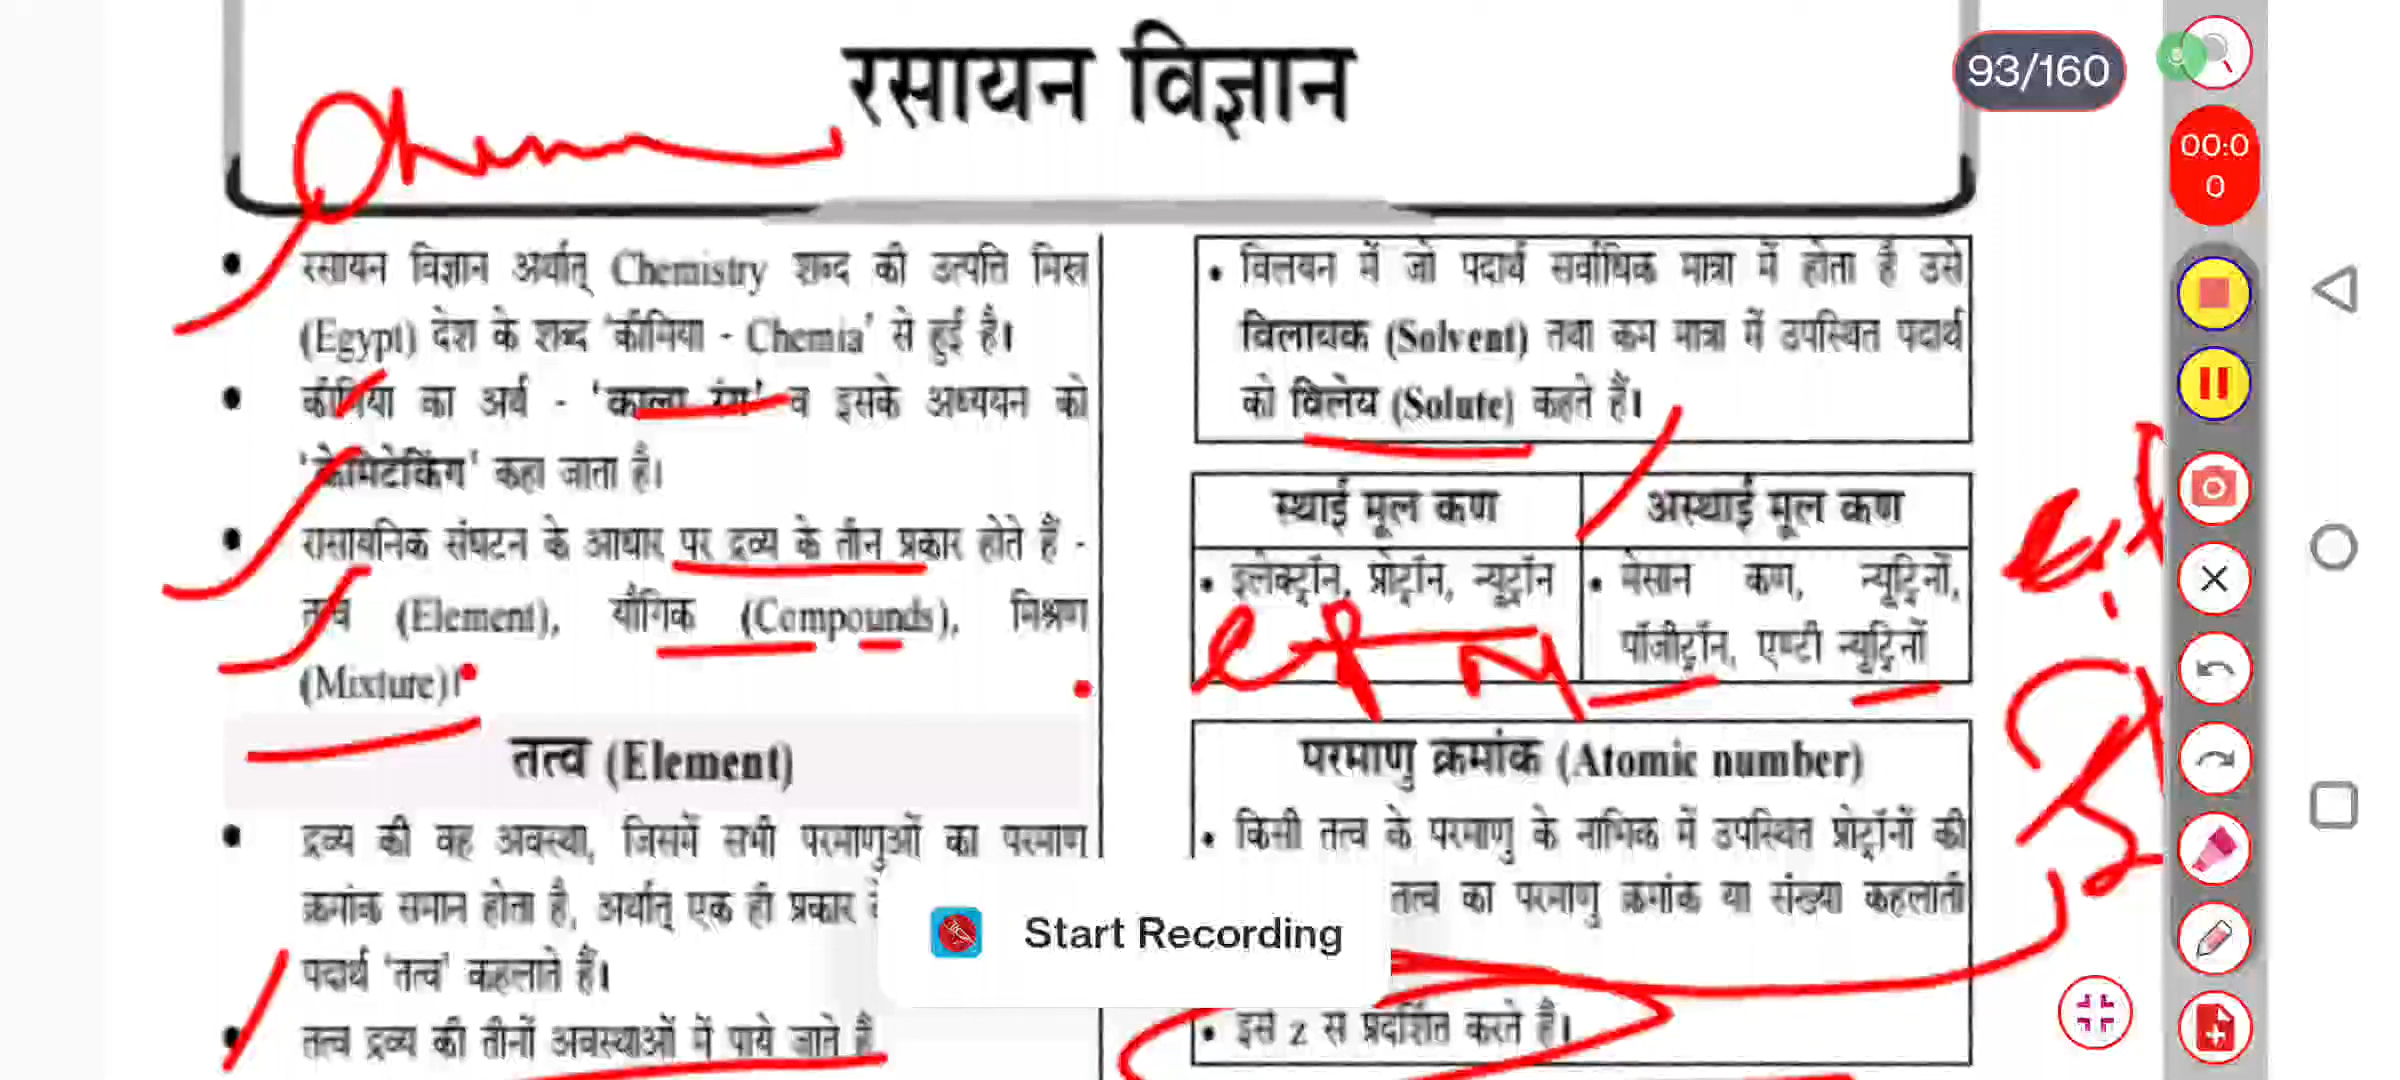 रसायन विज्ञान
93/160
00:0
0
• रसायन विज्ञान अर्थात् Chemistry शब्द की उत्पत्ति मिस्र
(Egypt) देश के शब्द 'कीमिया - Chemia' से हुई है।
• कीमिया का अर्थ - 'काला रंग' व इसके अध्ययन को
'केमिटेकिंग' कहा जाता है।
• रासायनिक संघटन के आधार पर द्रव्य के तीन प्रकार होते हैं -
तत्व (Element), यौगिक (Compounds), मिश्रण
(Mixture)।
तत्व (Element)
• द्रव्य की वह अवस्था, जिसमें सभी परमाणुओं का परमाणु
क्रमांक समान होता है, अर्थात् एक ही प्रकार
पदार्थ 'तत्व' कहलाते हैं।
• तत्व द्रव्य की तीनों अवस्थाओं में पाये जाते हैं
• विलयन में जो पदार्थ सर्वाधिक मात्रा में होता है उसे
विलायक (Solvent) तथा कम मात्रा में उपस्थित पदार्थ
को विलेय (Solute) कहते हैं।
स्थाई मूल कण अस्थाई मूल कण
• इलेक्ट्रॉन, प्रोट्रॉन, न्यूट्रॉन • मेसान कण, न्यूट्रिनों,
पॉजीट्रॉन, एण्टी न्यूट्रिनों
e p n
परमाणु क्रमांक (Atomic number)
• किसी तत्व के परमाणु के नाभिक में उपस्थित प्रोट्रॉनों की
तत्व का परमाणु क्रमांक या संख्या कहलाती
• इसे z से प्रदर्शित करते है।
Start Recording